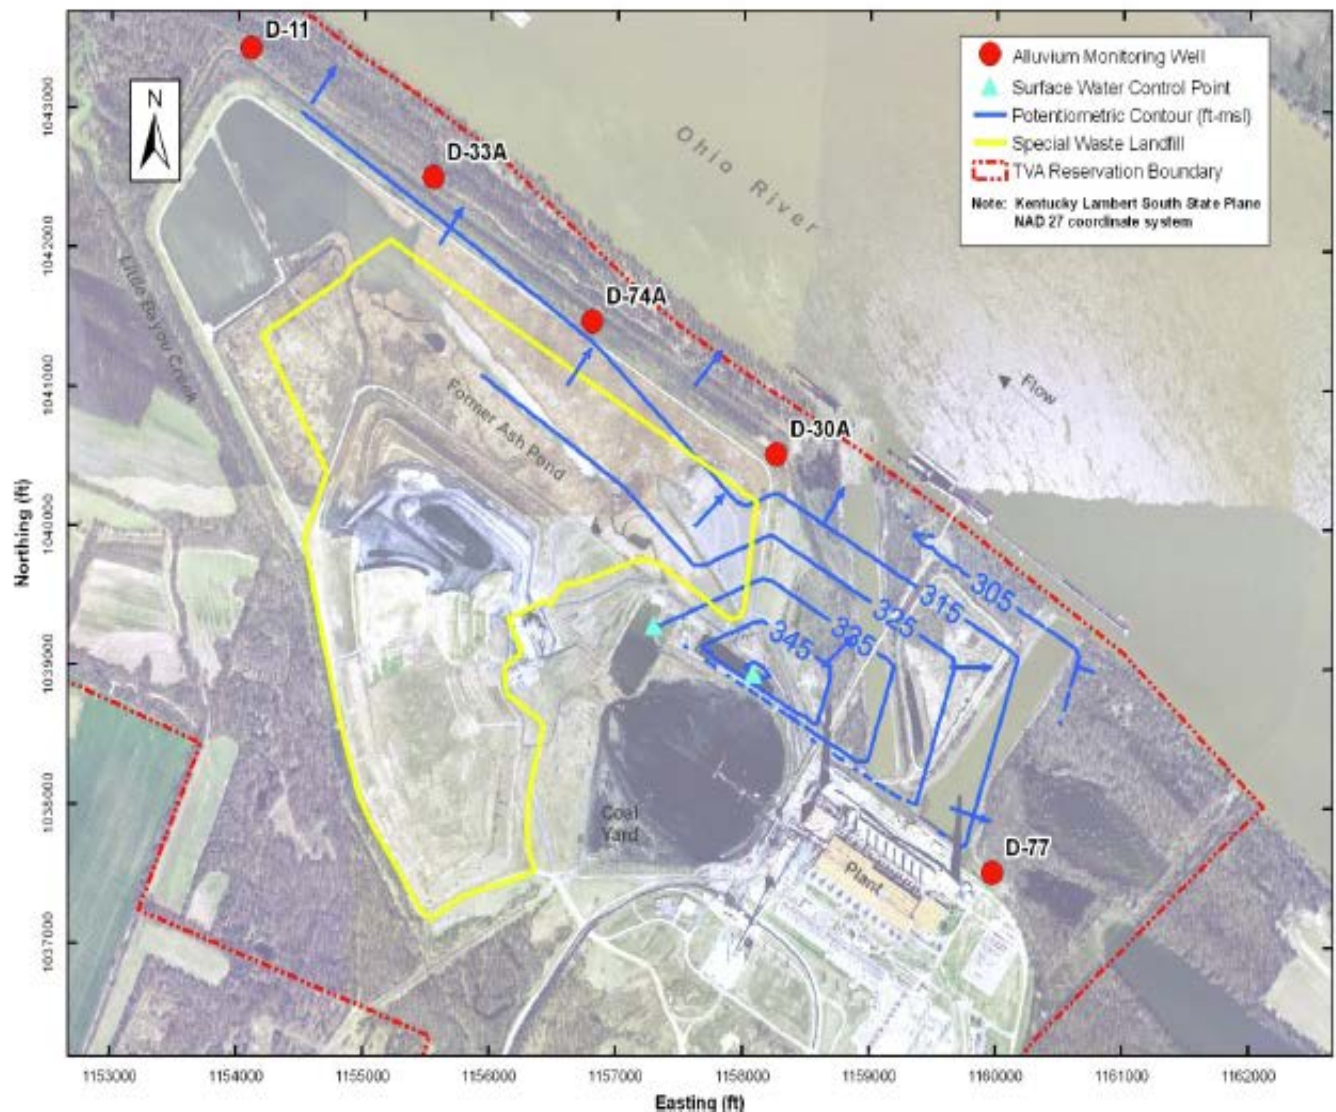 D-11
N
Alluvium Monitoring Well
Surface Water Control Point
Potentiometric Contour (ft-msl)
Special Waste Landfill
TVA Reservation Boundary
Note: Kentucky Lambert South State Plane
NAD 27 coordinate system
Ohio River
D-33A
Little Bayou Creek
D-74A
Former Ash Pond
Flow
D-30A
305
315
325
335
345
Coal
Yard
Plant
D-77
Northing (ft)
1043000
1042000
1041000
1040000
1039000
1038000
1037000
1153000 1154000 1155000 1156000 1157000 1158000 1159000 1160000 1161000 1162000
Easting (ft)